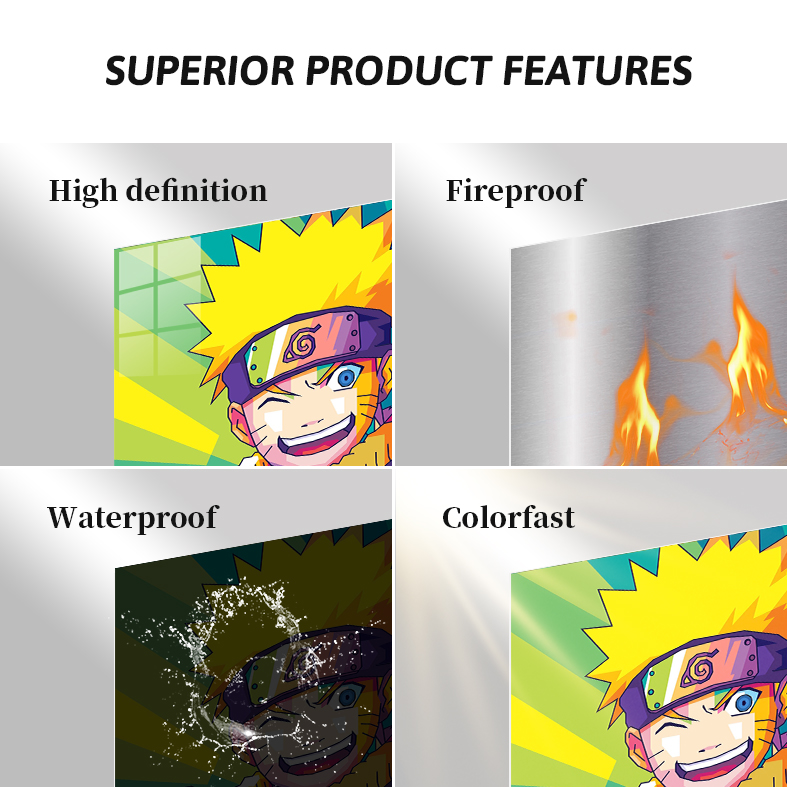 SUPERIOR PRODUCT FEATURES
High definition
Fireproof
Waterproof
Colorfast